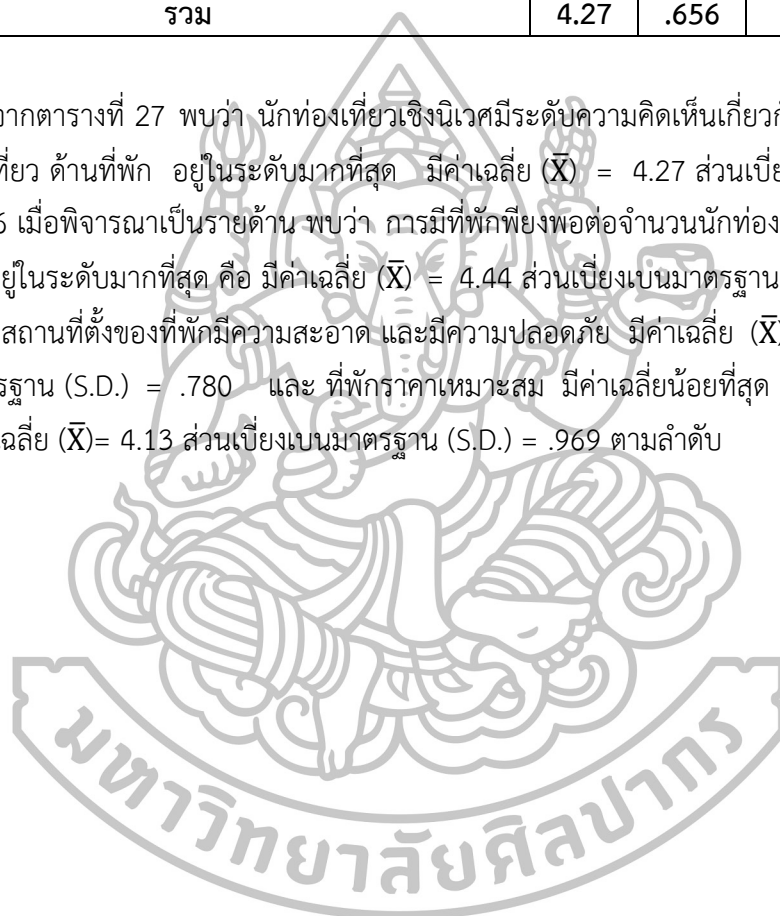 รวม 4.27 .656
จากตารางที่ 27 พบว่า นักท่องเที่ยวเชิงนิเวศมีระดับความคิดเห็นเกี่ยวกั
เที่ยว ด้านที่พัก อยู่ในระดับมากที่สุด มีค่าเฉลี่ย (X̅) = 4.27 ส่วนเบี่ย
6 เมื่อพิจารณาเป็นรายด้าน พบว่า การมีที่พักพียงพอต่อจำนวนนักท่อง
ยู่ในระดับมากที่สุด คือ มีค่าเฉลี่ย (X̅) = 4.44 ส่วนเบี่ยงเบนมาตรฐาน
สถานที่ตั้งของที่พักมีความสะอาด และมีความปลอดภัย มีค่าเฉลี่ย (X̅)
รฐาน (S.D.) = .780 และ ที่พักราคาเหมาะสม มีค่าเฉลี่ยน้อยที่สุด
ฉลี่ย (X̅)= 4.13 ส่วนเบี่ยงเบนมาตรฐาน (S.D.) = .969 ตามลำดับ
มหาวิทยาลัยศิลปากร